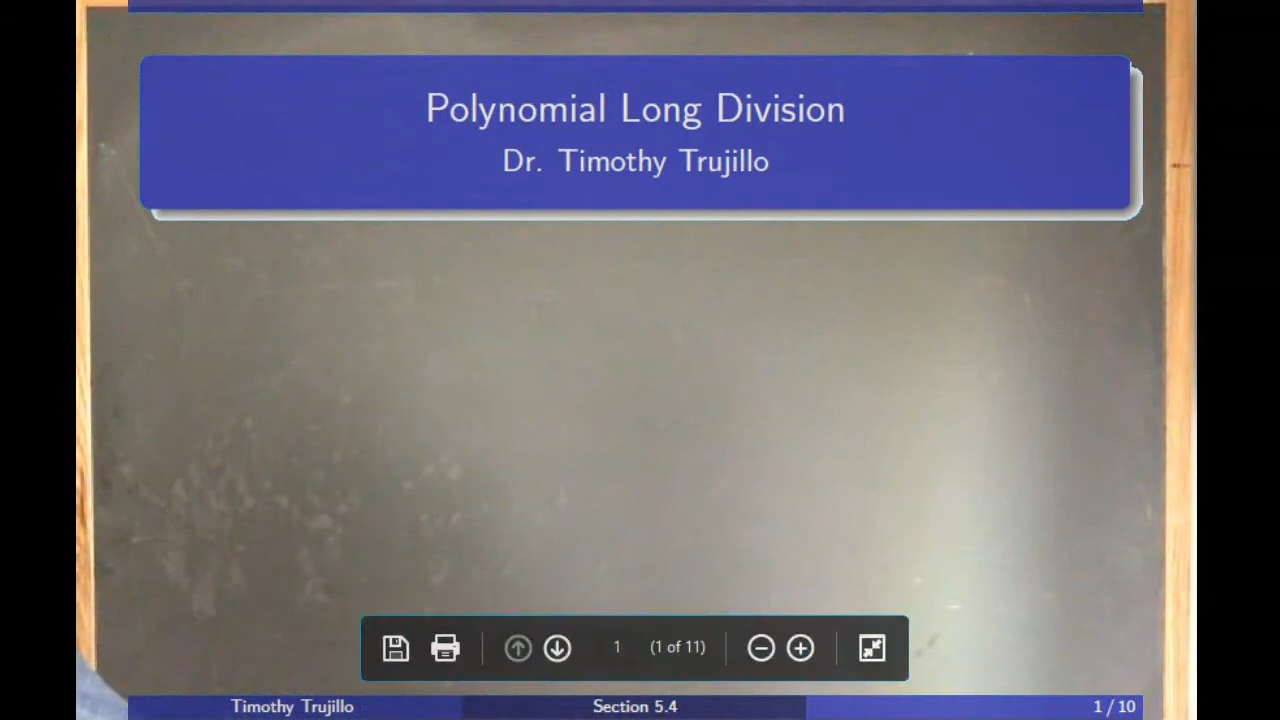 Polynomial Long Division
Dr. Timothy Trujillo
1 (1 of 11)
Timothy Trujillo Section 5.4 1 / 10